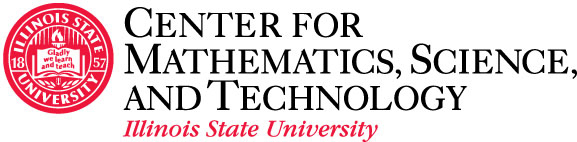 ILLINOIS STATE
Gladly
we learn
and teach
18 57
UNIVERSITY
CENTER FOR
MATHEMATICS, SCIENCE,
AND TECHNOLOGY
Illinois State University